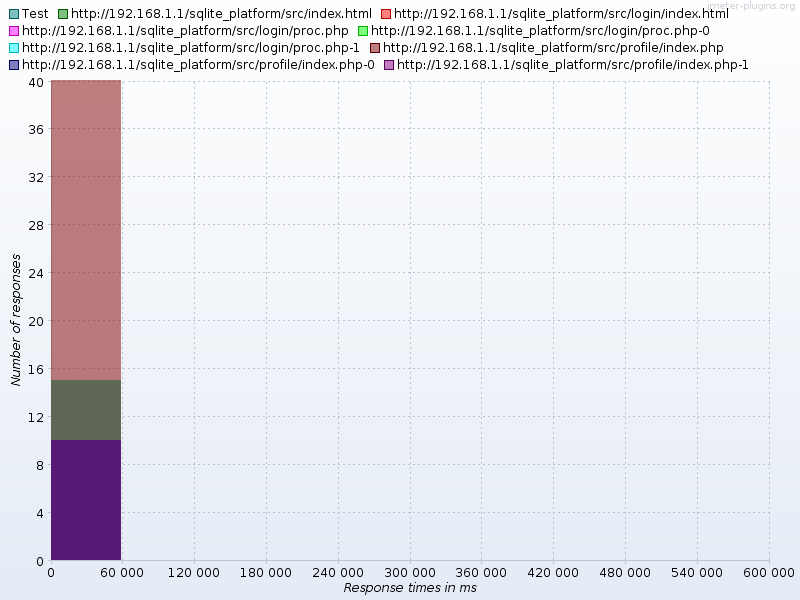 jmeter-plugins.org
Test http://192.168.1.1/sqlite_platform/src/index.html http://192.168.1.1/sqlite_platform/src/login/index.html
http://192.168.1.1/sqlite_platform/src/login/proc.php http://192.168.1.1/sqlite_platform/src/login/proc.php-0
http://192.168.1.1/sqlite_platform/src/login/proc.php-1 http://192.168.1.1/sqlite_platform/src/profile/index.php
http://192.168.1.1/sqlite_platform/src/profile/index.php-0 http://192.168.1.1/sqlite_platform/src/profile/index.php-1
40
36
32
28
24
20
16
12
8
4
0
Number of responses
0 60 000 120 000 180 000 240 000 300 000 360 000 420 000 480 000 540 000 600 000
Response times in ms